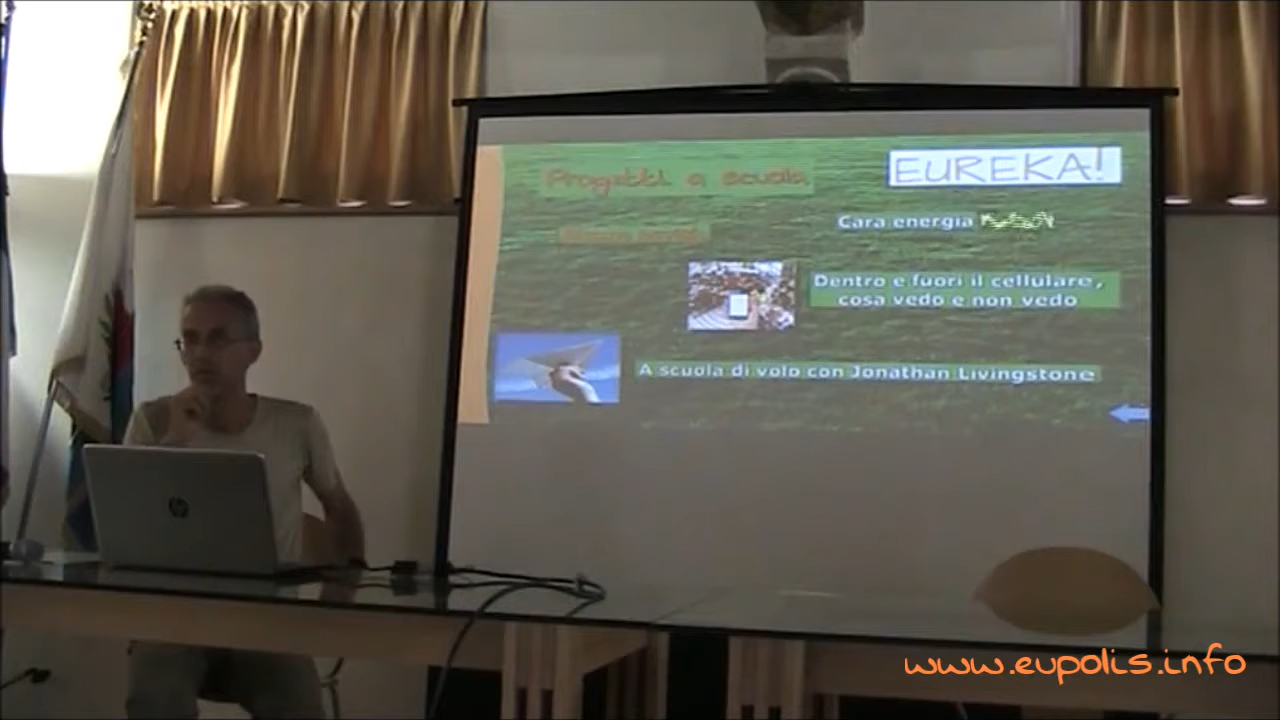 Progetti a scuola
EUREKA!
Cara energia
Dentro e fuori il cellulare,
cosa vedo e non vedo
A scuola di volo con Jonathan Livingstone
hp
www.eupolis.info